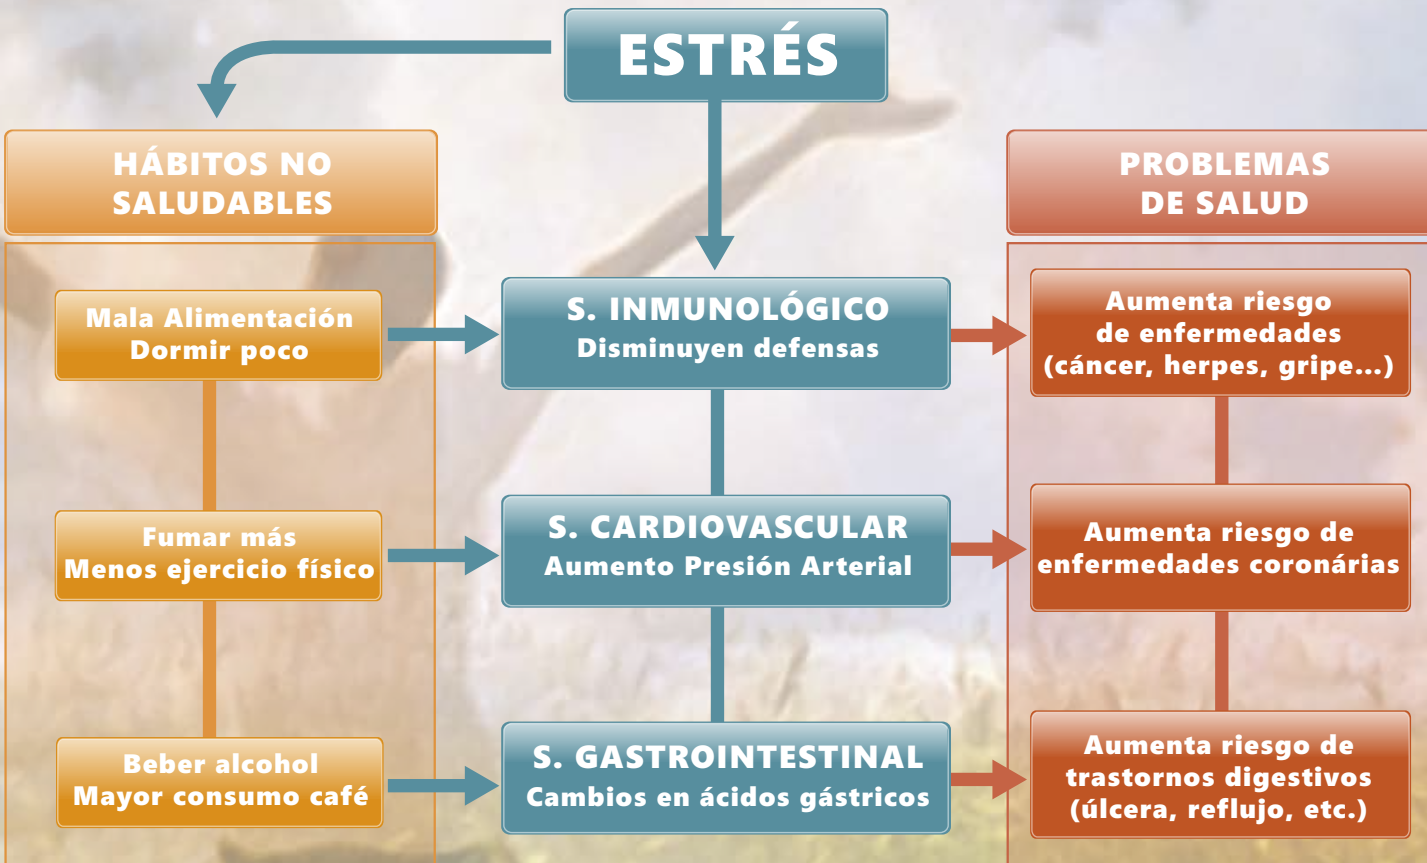 ESTRÉS
HÁBITOS NO
SALUDABLES
PROBLEMAS
DE SALUD
Mala Alimentación
Dormir poco
S. INMUNOLÓGICO
Disminuyen defensas
Aumenta riesgo
de enfermedades
(cáncer, herpes, gripe...)
Fumar más
Menos ejercicio físico
S. CARDIOVASCULAR
Aumento Presión Arterial
Aumenta riesgo de
enfermedades coronárias
Beber alcohol
Mayor consumo café
S. GASTROINTESTINAL
Cambios en ácidos gástricos
Aumenta riesgo de
trastornos digestivos
(úlcera, reflujo, etc.)